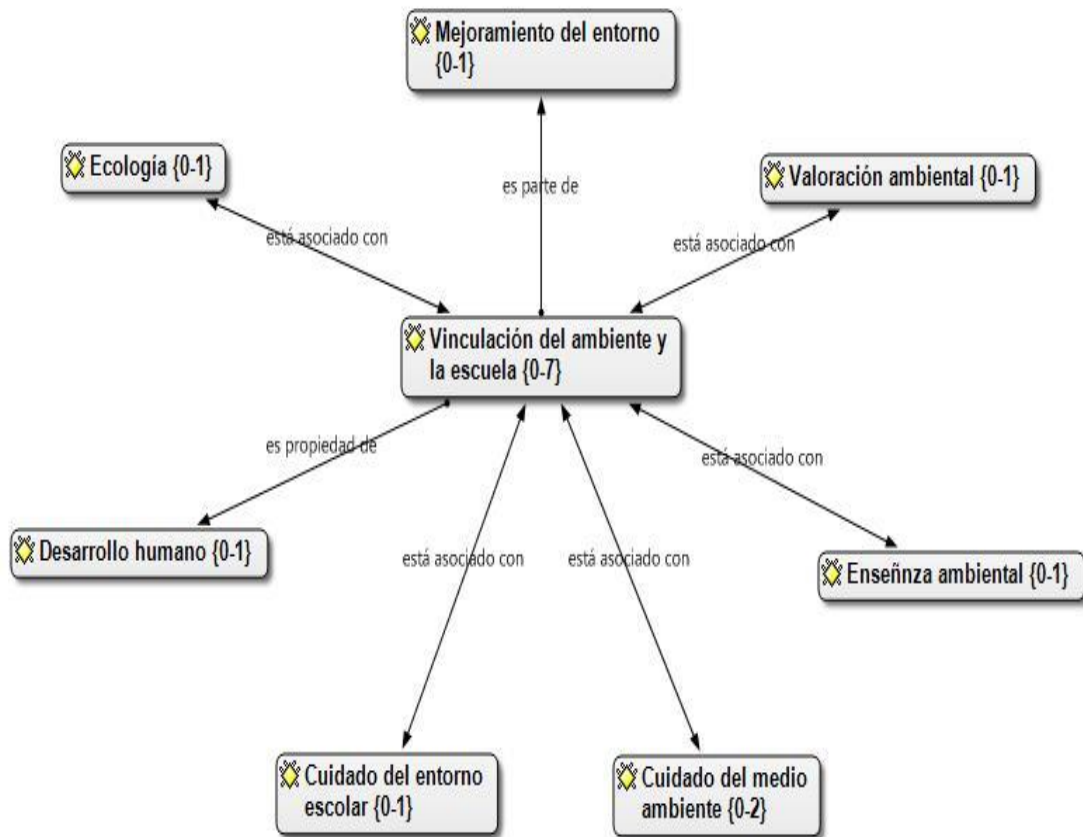 Mejoramiento del entorno
{0-1}
Ecología {0-1}
Valoración ambiental {0-1}
es parte de
está asociado con
está asociado con
Vinculación del ambiente y
la escuela {0-7}
es propiedad de
está asociado con
Desarrollo humano {0-1}
está asociado con
está asociado con
Enseñnza ambiental {0-1}
Cuidado del entorno
escolar {0-1}
Cuidado del medio
ambiente {0-2}